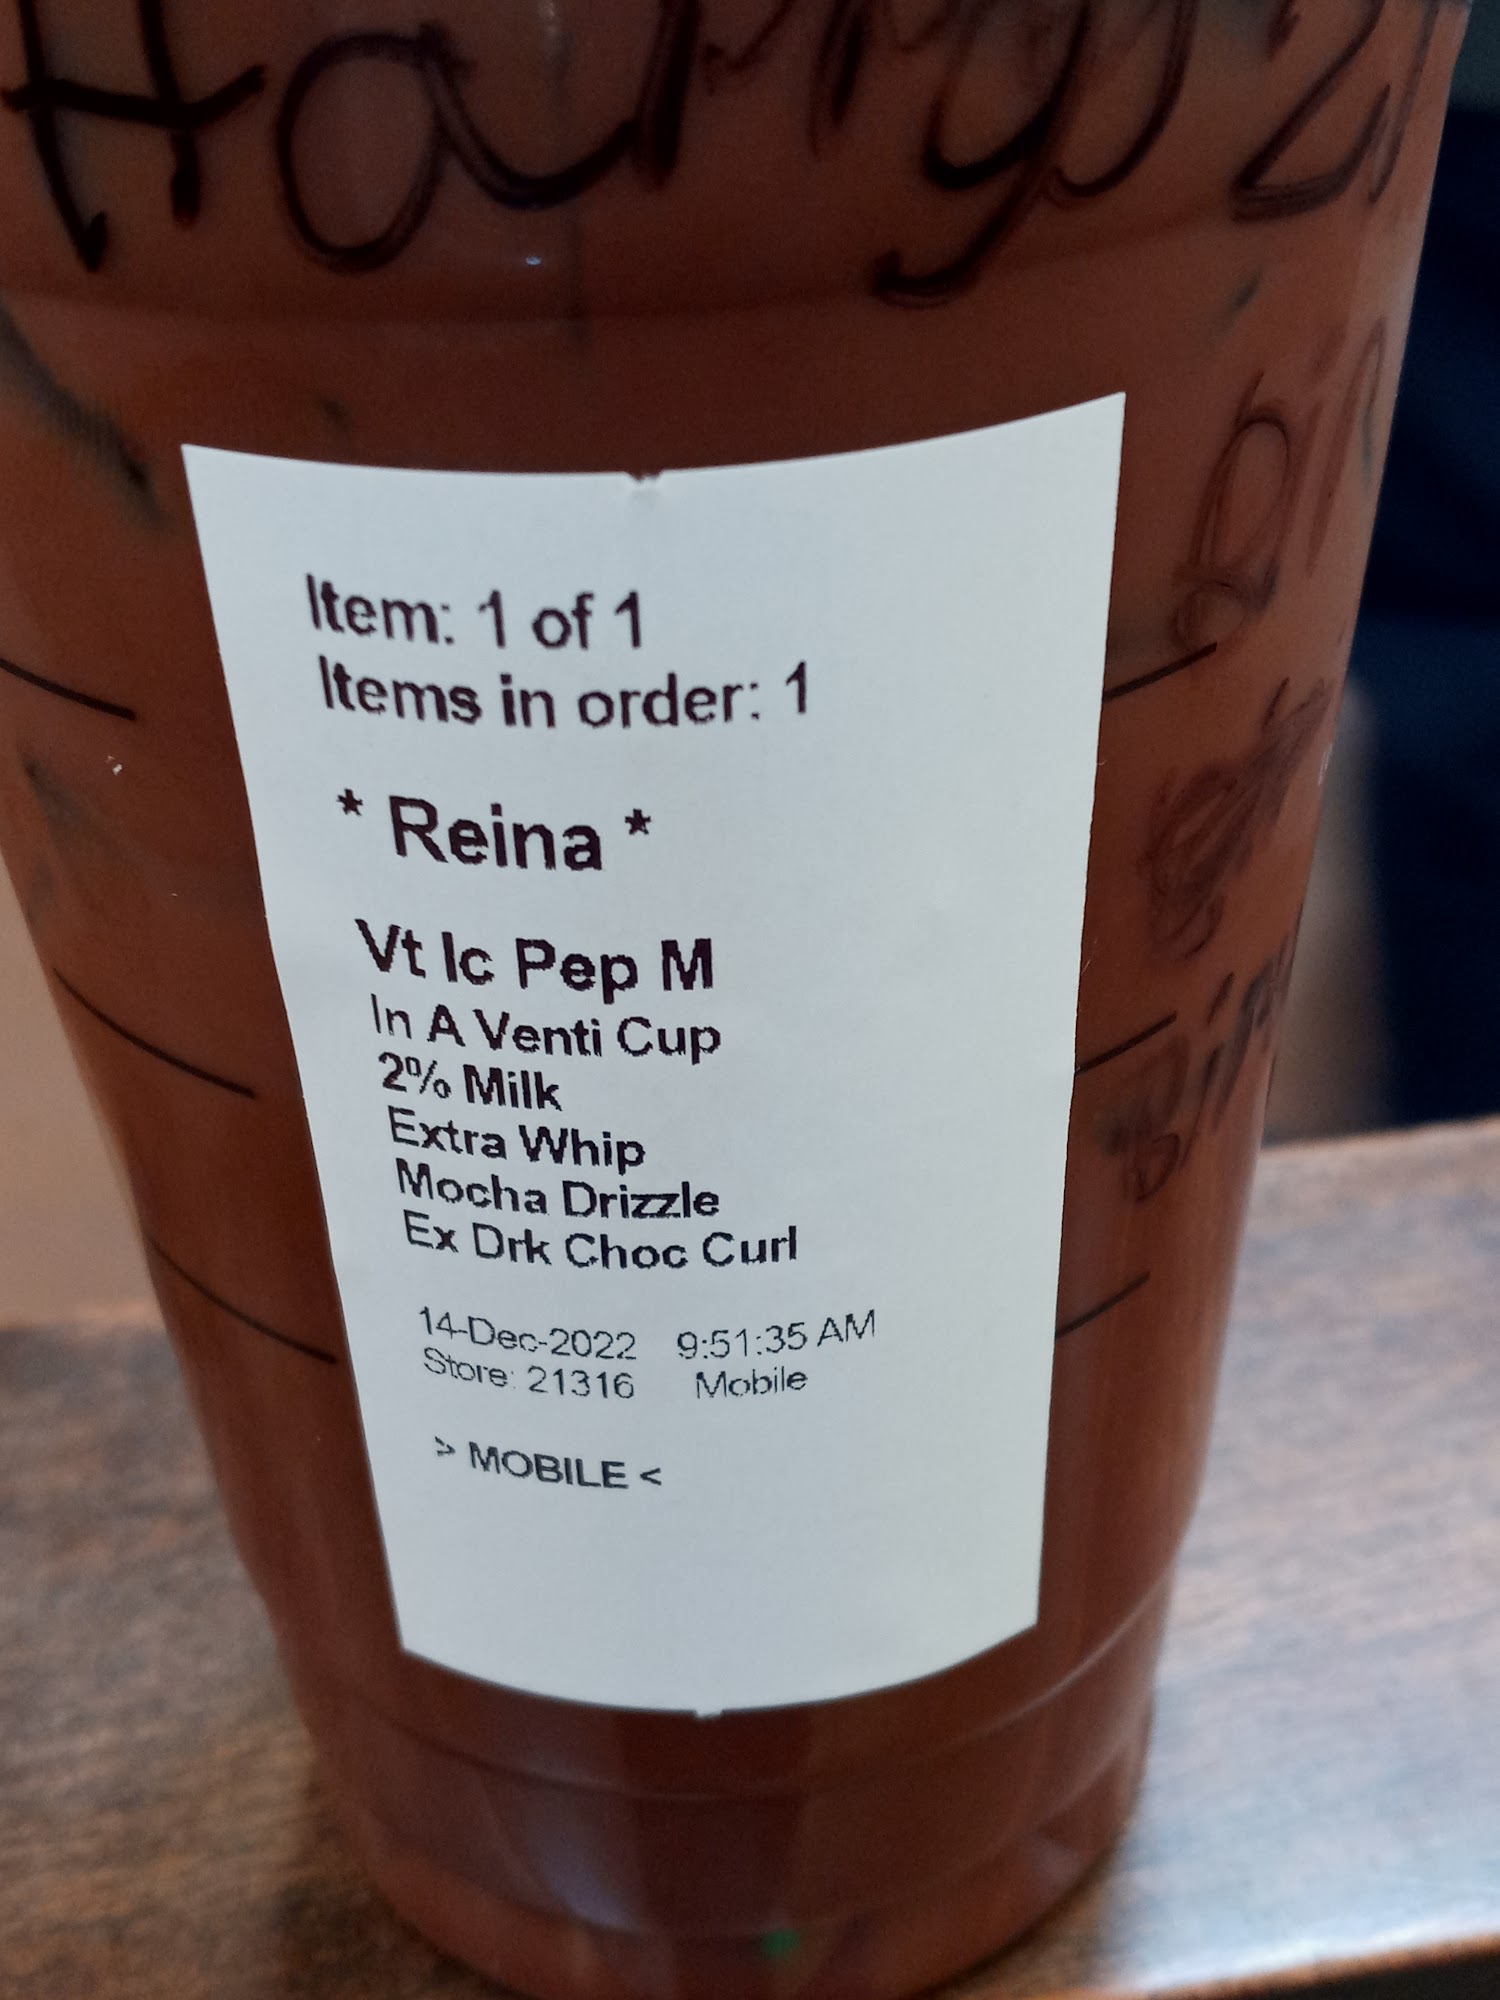 Item: 1 of 1
Items in order: 1
* Reina *
Vt Ic Pep M
In A Venti Cup
2% Milk
Extra Whip
Mocha Drizzle
Ex Drk Choc Curl
14-Dec-2022 9:51:35 AM
Store: 21316 Mobile
> MOBILE <